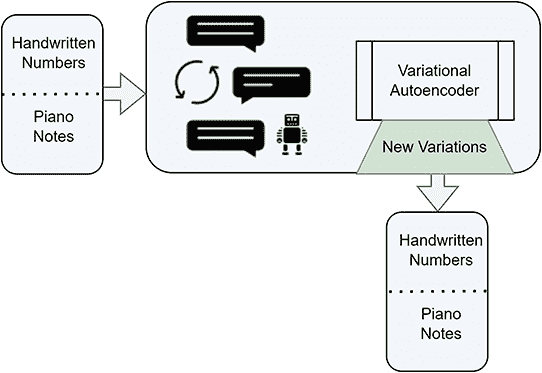 Handwritten
Numbers
Piano
Notes
Variational
Autoencoder
New Variations
Handwritten
Numbers
Piano
Notes